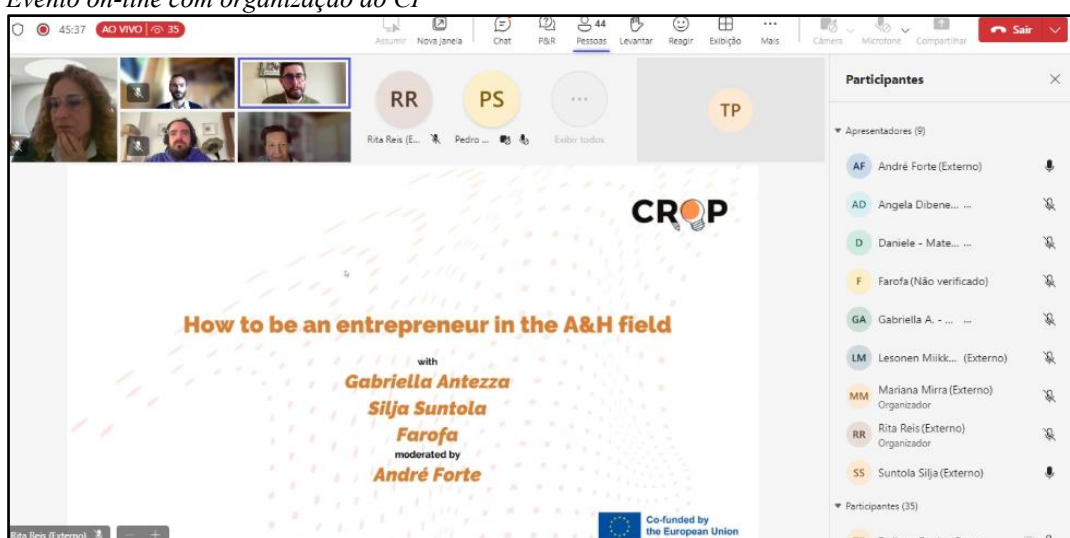 Evento on-line com organização do CI
45:37 AO VIVO 35
Assumir Nova janela Chat P&R 44 Pessoas Levantar Reagir Exibição Mais Câmera Microfone Compartilhar Sair
RR
PS
TP
Rita Reis (E... Pedro ... Exibir todos
CROP
How to be an entrepreneur in the A&H field
with
Gabriella Antezza
Silja Suntola
Farofa
moderated by
André Forte
Co-funded by
the European Union
Rita Reis (Externo)
Participantes
Apresentadores (9)
AF André Forte (Externo)
AD Angela Dibene... ...
D Daniele - Mate... ...
F Farofa (Não verificado)
GA Gabriella A. - ... ...
LM Lesonen Miikk... (Externo)
MM Mariana Mirra (Externo)
Organizador
RR Rita Reis (Externo)
Organizador
SS Suntola Silja (Externo)
Participantes (35)